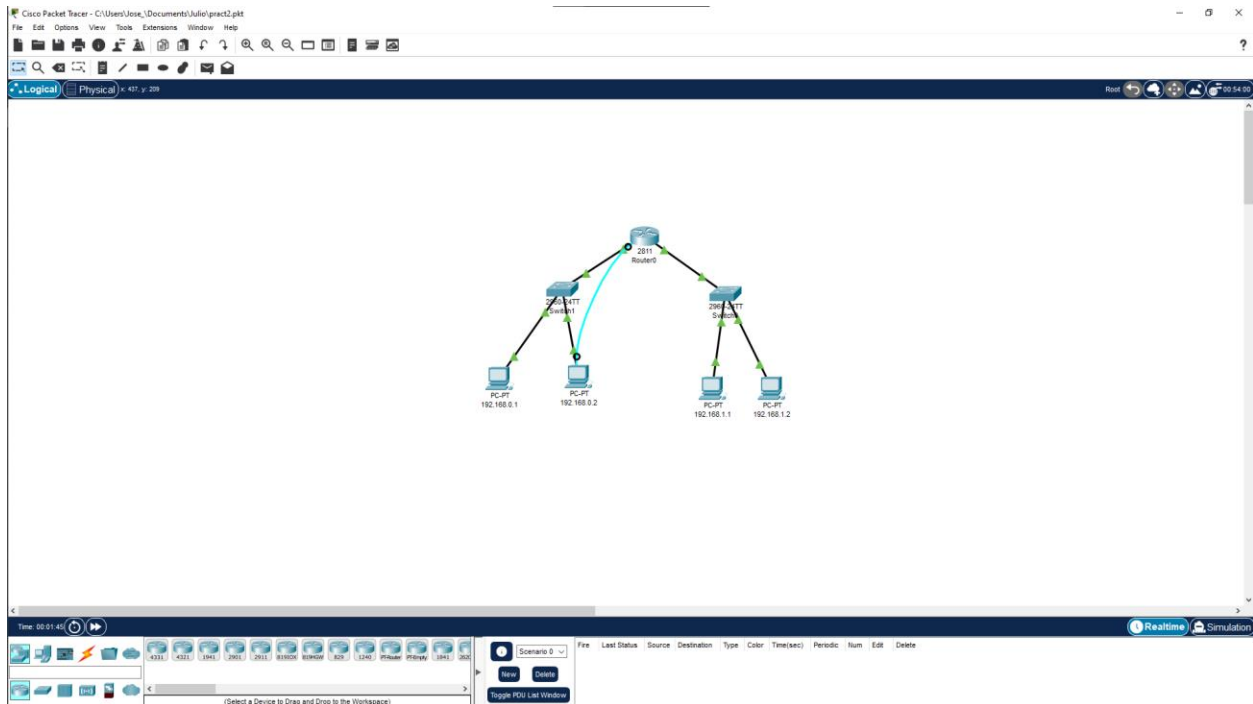 Cisco Packet Tracer - C:\Users\Jose_\Documents\Julio\pract2.pkt
File Edit Options View Tools Extensions Window Help
?
Logical Physical x: 437, y: 209 Root 00:54:00
2811
Router0
2960-24TT
Switch1
2960-24TT
PC-PT
192.168.0.1
PC-PT
192.168.0.2
PC-PT
192.168.1.1
PC-PT
192.168.1.2
Time: 00:01:45 Realtime Simulation
4331 4321 1941 2901 2911 819IOX 819HGW 829 1240 PT-Router PT-Empty 1841
(Select a Device to Drag and Drop to the Workspace)
Scenario 0
New Delete
Toggle PDU List Window
Fire Last Status Source Destination Type Color Time(sec) Periodic Num Edit Delete